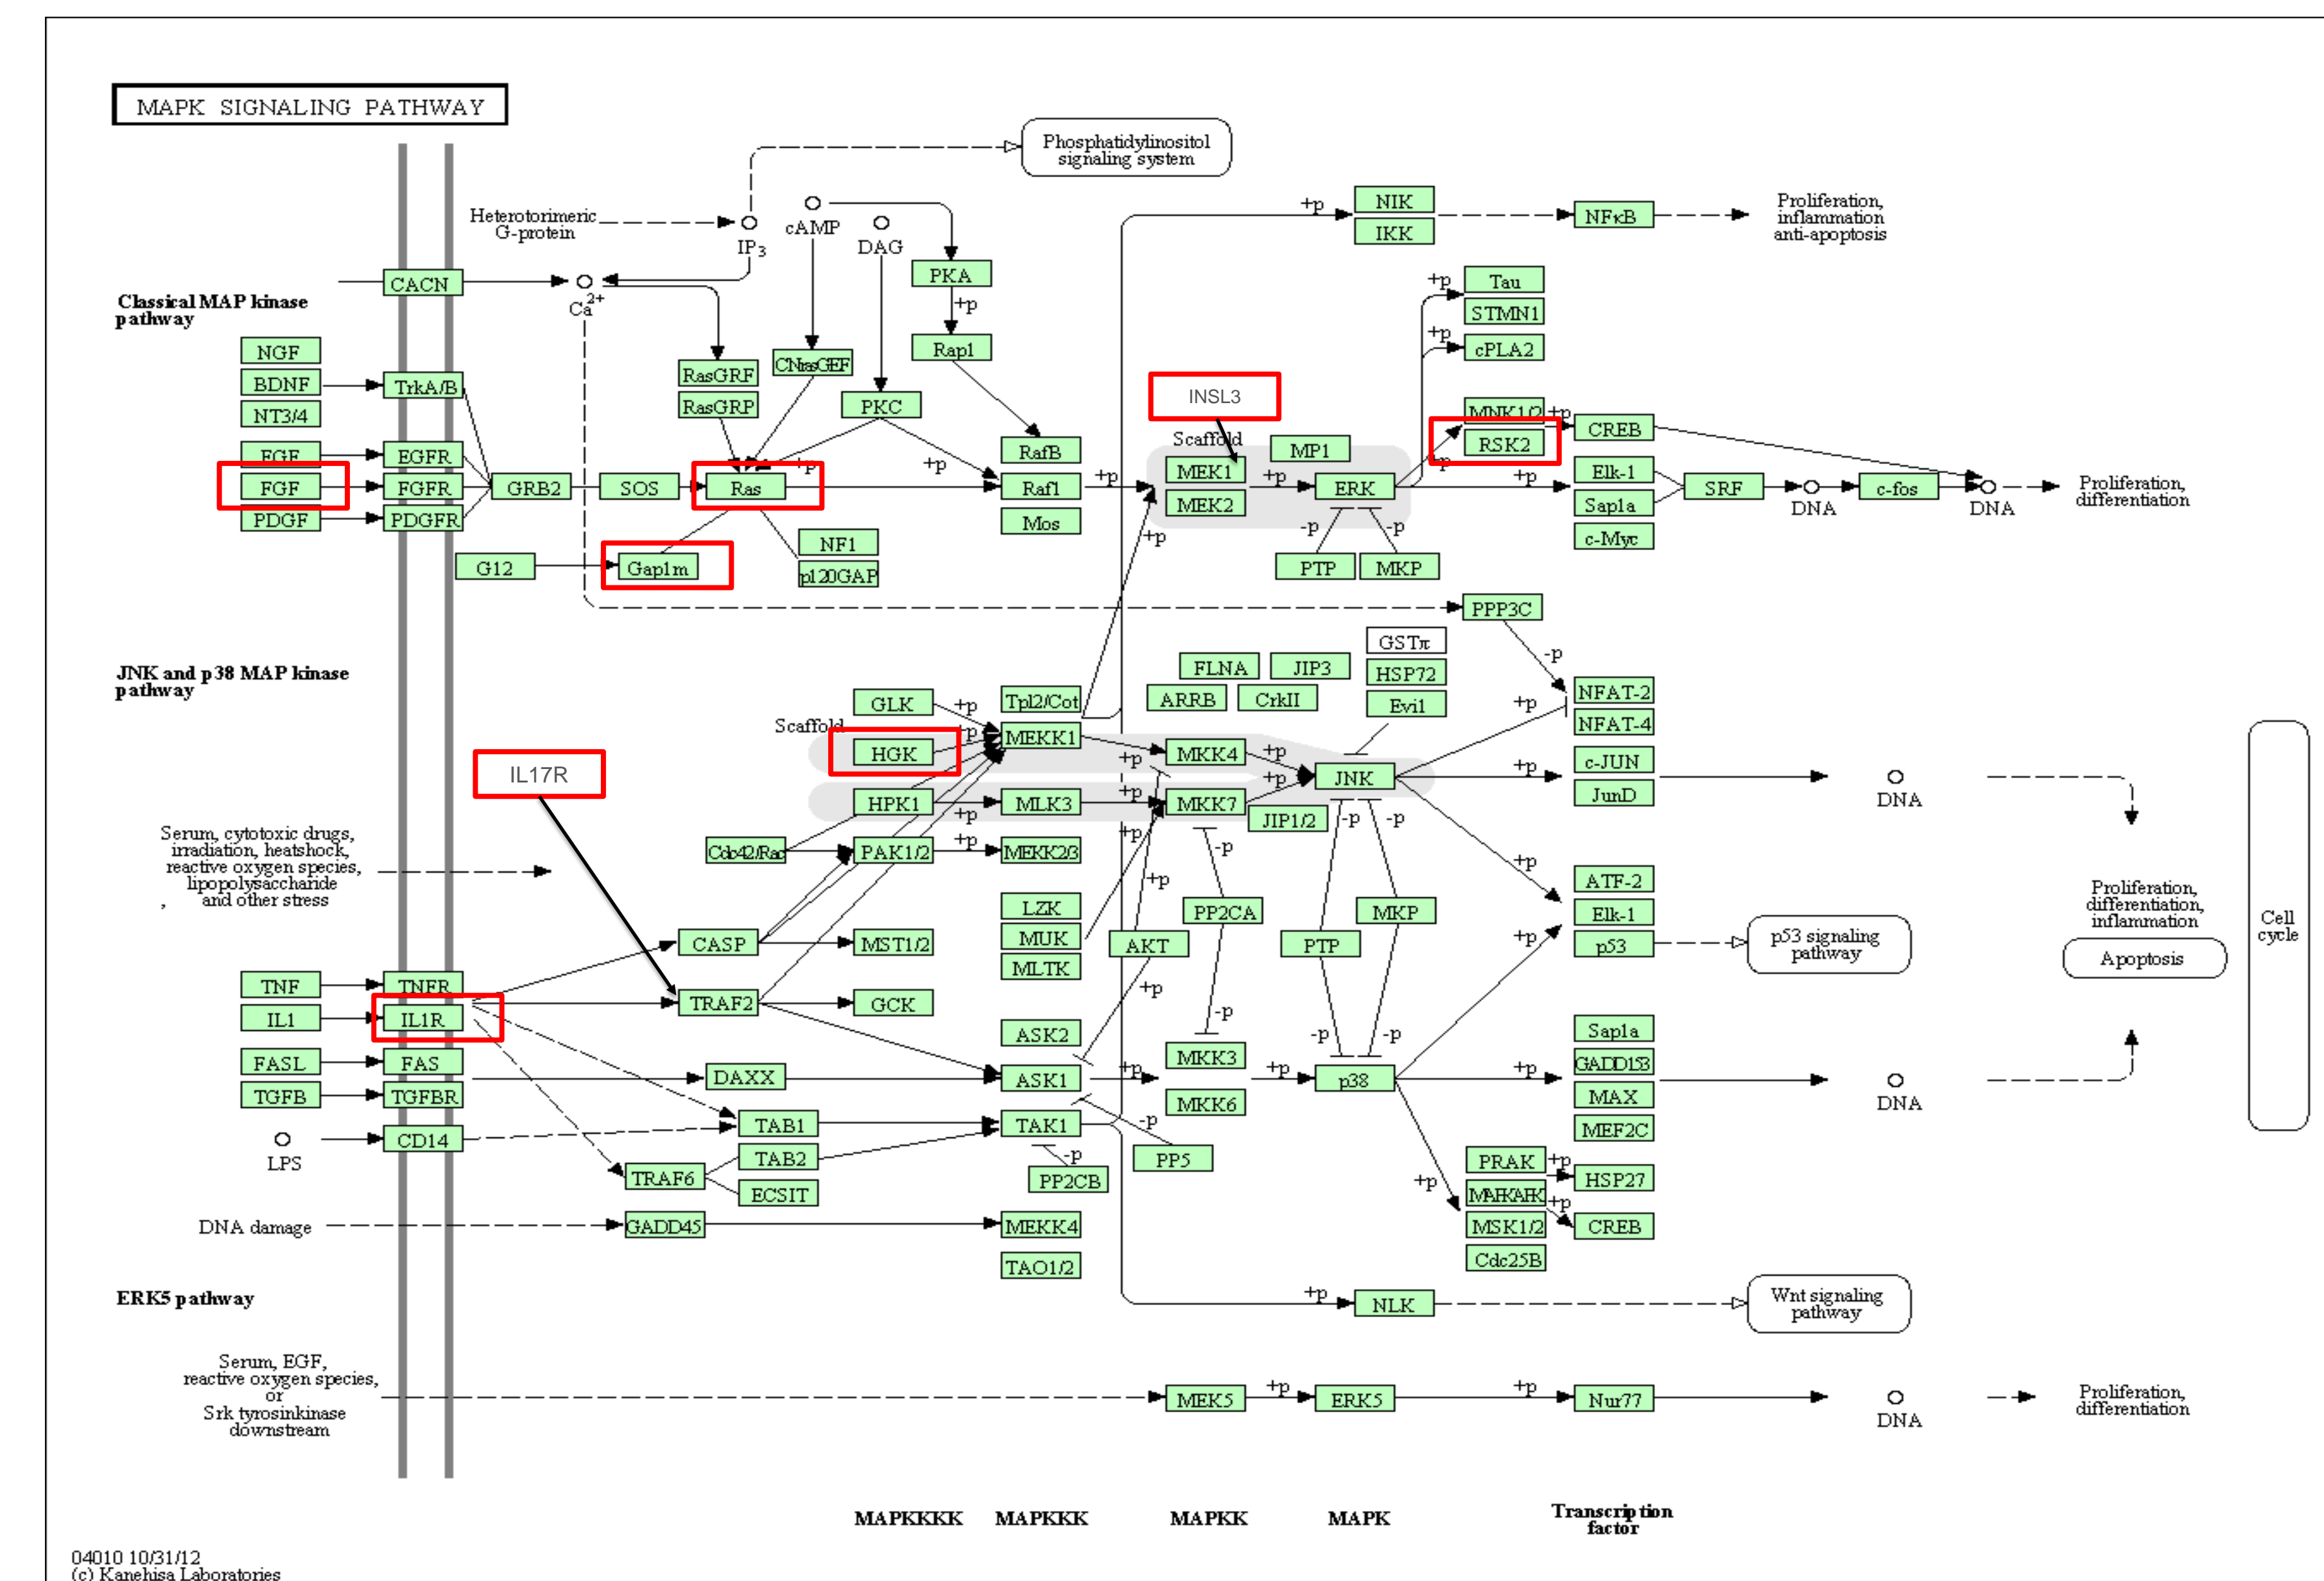 MAPK SIGNALING PATHWAY
Phosphatidylinositol
signaling system
Heterotorimeric
G-protein
IP3
cAMP
DAG
+p
NIK
IKK
NFκB
Proliferation,
inflammation
anti-apoptosis
Classical MAP kinase
pathway
CACN
Ca2+
PKA
+p
Rap1
+p
Tau
STMN1
+p
cPLA2
NGF
BDNF
NT3/4
TrkA/B
RasGRF
RasGRP
CNrasGEF
PKC
INSL3
Scaffold
MP1
MNK1/2
+p
RSK2
CREB
EGF
EGFR
FGF
FGFR
PDGF
PDGFR
GRB2
SOS
Ras
+p
+p
RafB
Raf1
Mos
+p
MEK1
MEK2
+p
ERK
+p
+p
Elk-1
Sap1a
c-Myc
SRF
DNA
c-fos
DNA
Proliferation,
differentiation
G12
Gap1m
NF1
p120GAP
+p
-p
-p
PTP
MKP
PPP3C
-p
JNK and p38 MAP kinase
pathway
FLNA
JIP3
ARRB
CrkII
GSTπ
HSP72
Evi1
NFAT-2
NFAT-4
+p
Scaffold
GLK
+p
HGK
+p
Tpl2/Cot
MEKK1
+p
MKK4
+p
+p
JNK
+p
c-JUN
JunD
DNA
IL17R
HPK1
MLK3
+p
+p
MKK7
JIP1/2
-p
-p
Serum, cytotoxic drugs,
irradiation, heatshock,
reactive oxygen species,
lipopolysaccharide
, and other stress
Cdc42/Rac
PAK1/2
+p
MEKK2/3
+p
-p
+p
+p
LZK
MUK
MLTK
PP2CA
MKP
AKT
PTP
ATF-2
Elk-1
p53
+p
p53 signaling
pathway
Proliferation,
differentiation,
inflammation
Apoptosis
Cell
cycle
CASP
MST1/2
TNF
TNFR
IL1
IL1R
TRAF2
GCK
+p
-p
-p
-p
ASK2
MKK3
Sap1a
GADD153
MAX
MEF2C
FASL
FAS
TGFB
TGFBR
DAXX
ASK1
+p
MKK6
+p
p38
+p
DNA
LPS
CD14
TAB1
TAB2
ECSIT
TRAF6
TAK1
-p
PP5
-p
PP2CB
+p
PRAK
+p
MAPKAPK
+p
MSK1/2
Cdc25B
HSP27
CREB
DNA damage
GADD45
MEKK4
TAO1/2
ERK5 pathway
+p
NLK
Wnt signaling
pathway
Serum, EGF,
reactive oxygen species,
or
Srk tyrosinkinase
downstream
MEK5
+p
ERK5
+p
Nur77
DNA
Proliferation,
differentiation
MAPKKKK
MAPKKK
MAPKK
MAPK
Transcription
factor
04010 10/31/12
(c) Kanehisa Laboratories